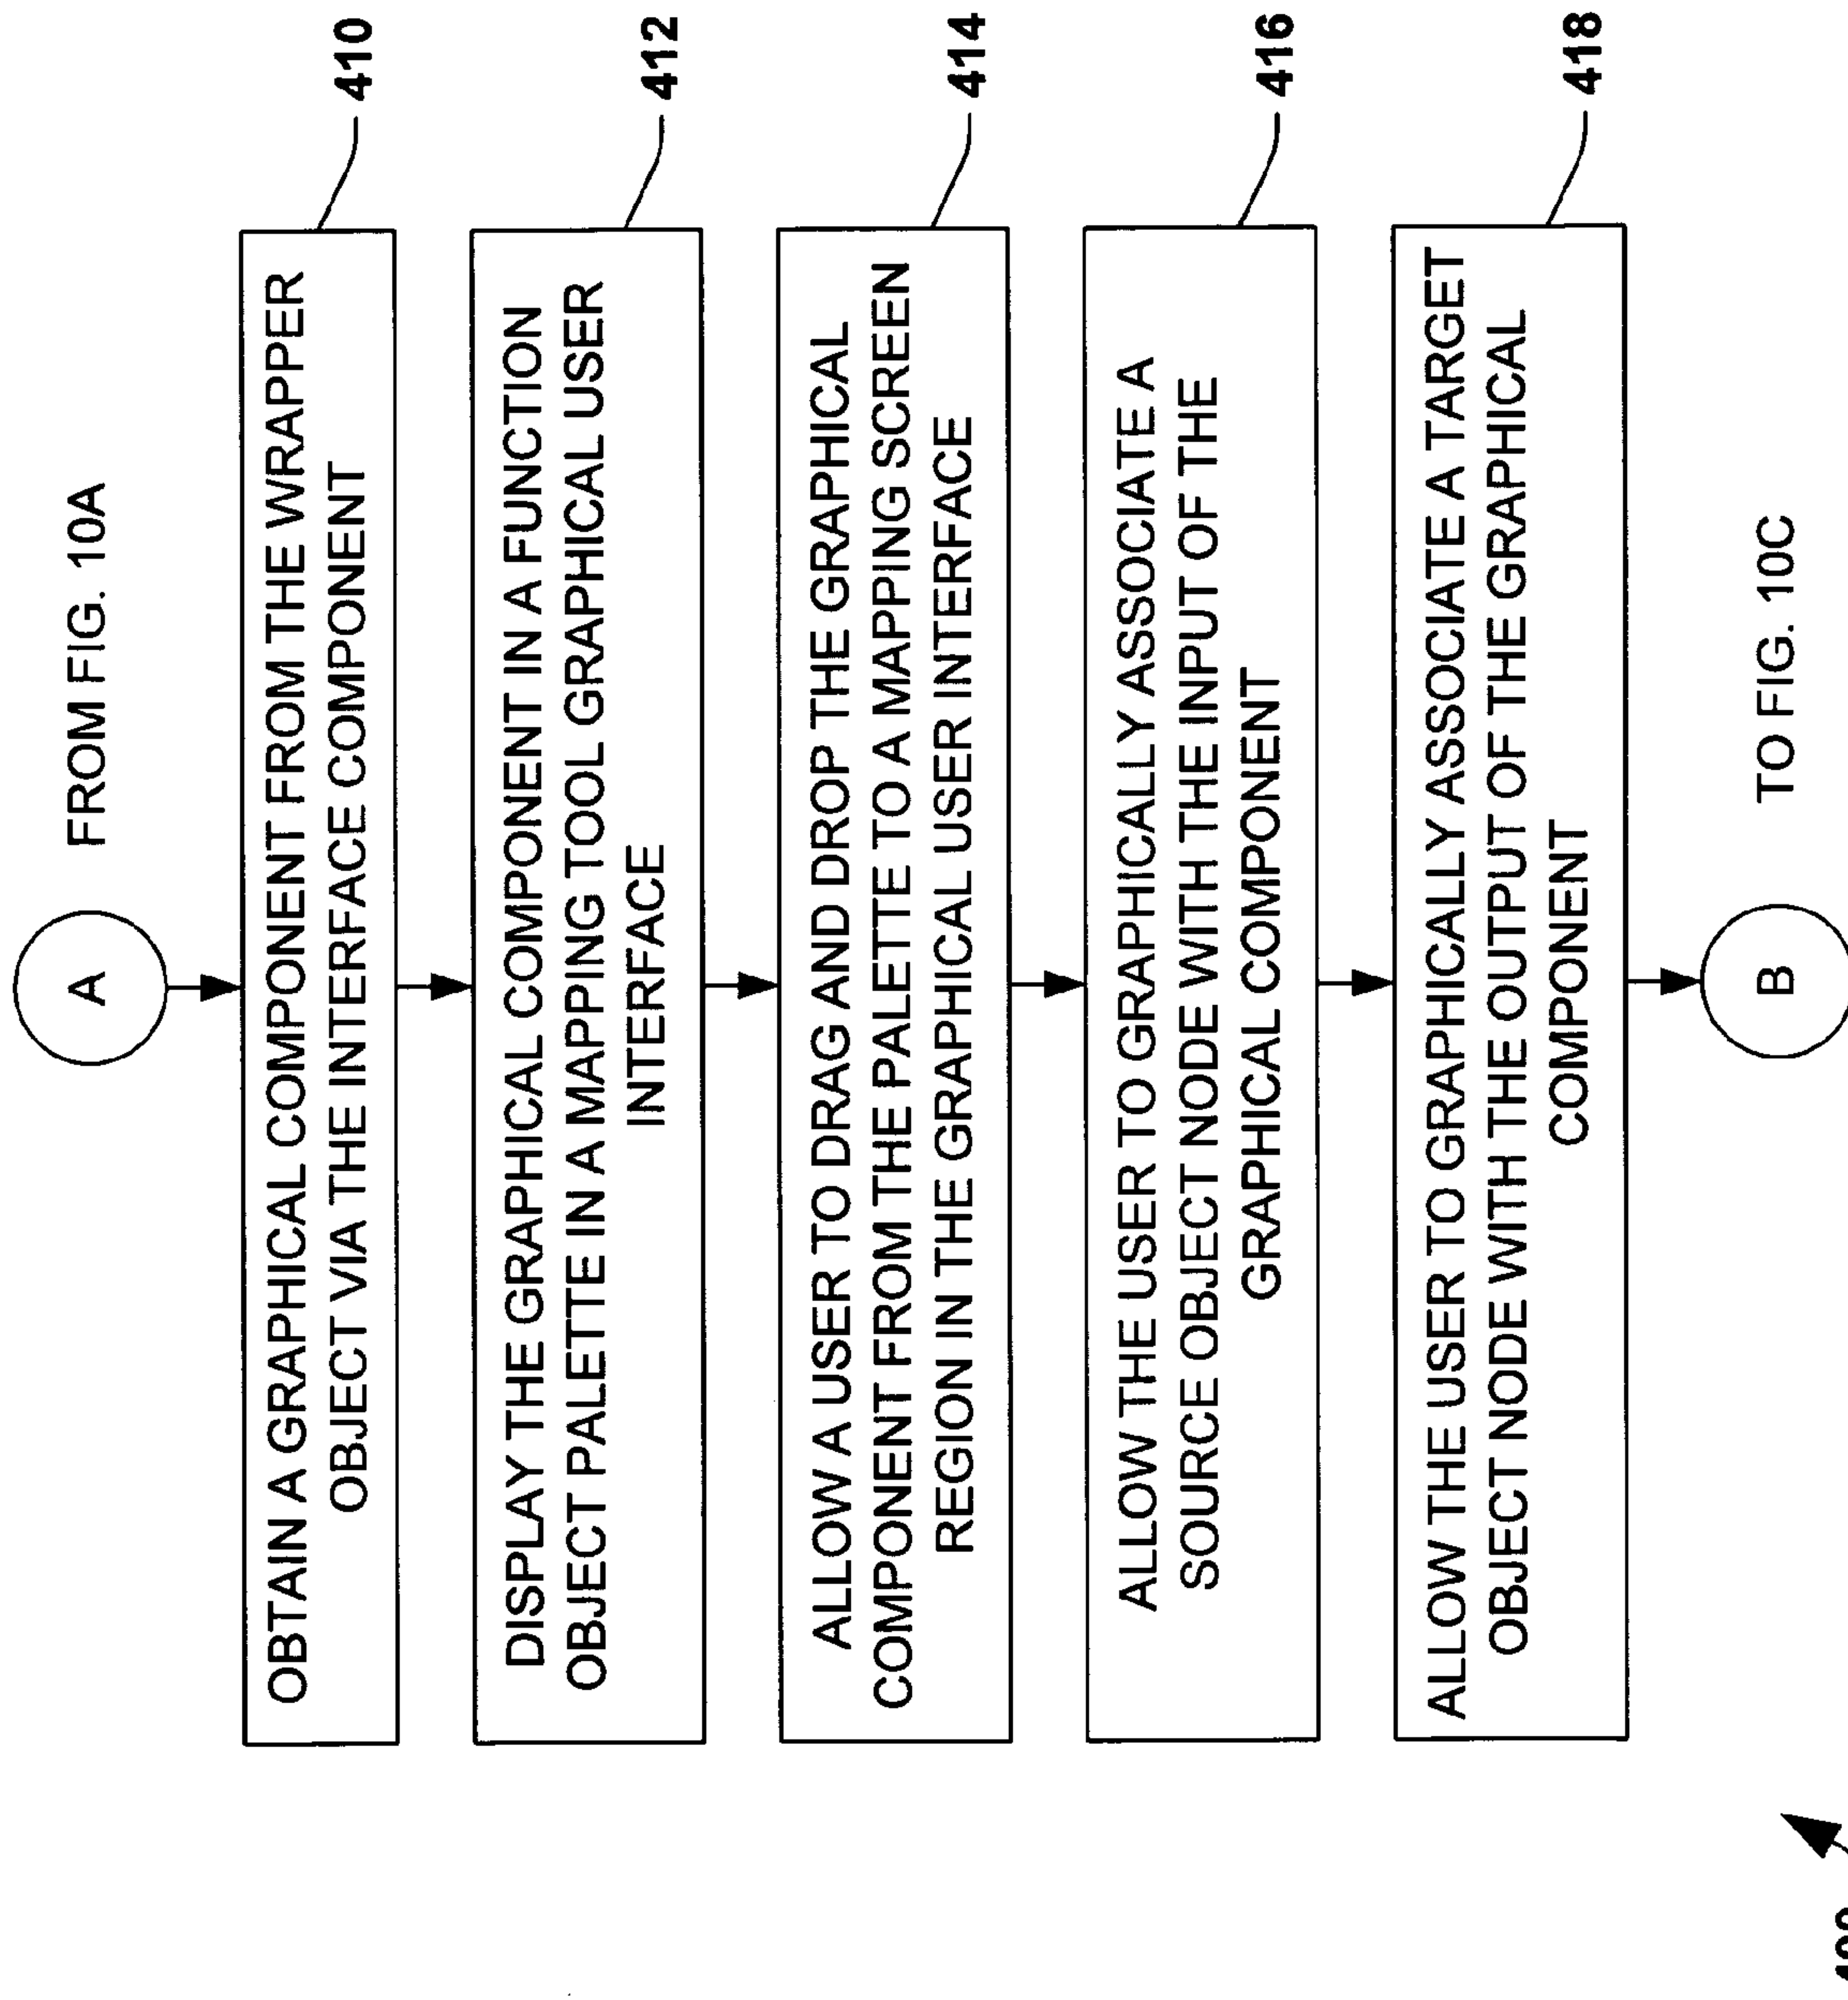 A
FROM FIG. 10A
OBTAIN A GRAPHICAL COMPONENT FROM THE WRAPPER
OBJECT VIA THE INTERFACE COMPONENT
410
DISPLAY THE GRAPHICAL COMPONENT IN A FUNCTION
OBJECT PALETTE IN A MAPPING TOOL GRAPHICAL USER
INTERFACE
412
ALLOW A USER TO DRAG AND DROP THE GRAPHICAL
COMPONENT FROM THE PALETTE TO A MAPPING SCREEN
REGION IN THE GRAPHICAL USER INTERFACE
414
ALLOW THE USER TO GRAPHICALLY ASSOCIATE A
SOURCE OBJECT NODE WITH THE INPUT OF THE
GRAPHICAL COMPONENT
416
ALLOW THE USER TO GRAPHICALLY ASSOCIATE A TARGET
OBJECT NODE WITH THE OUTPUT OF THE GRAPHICAL
COMPONENT
418
B
TO FIG. 10C